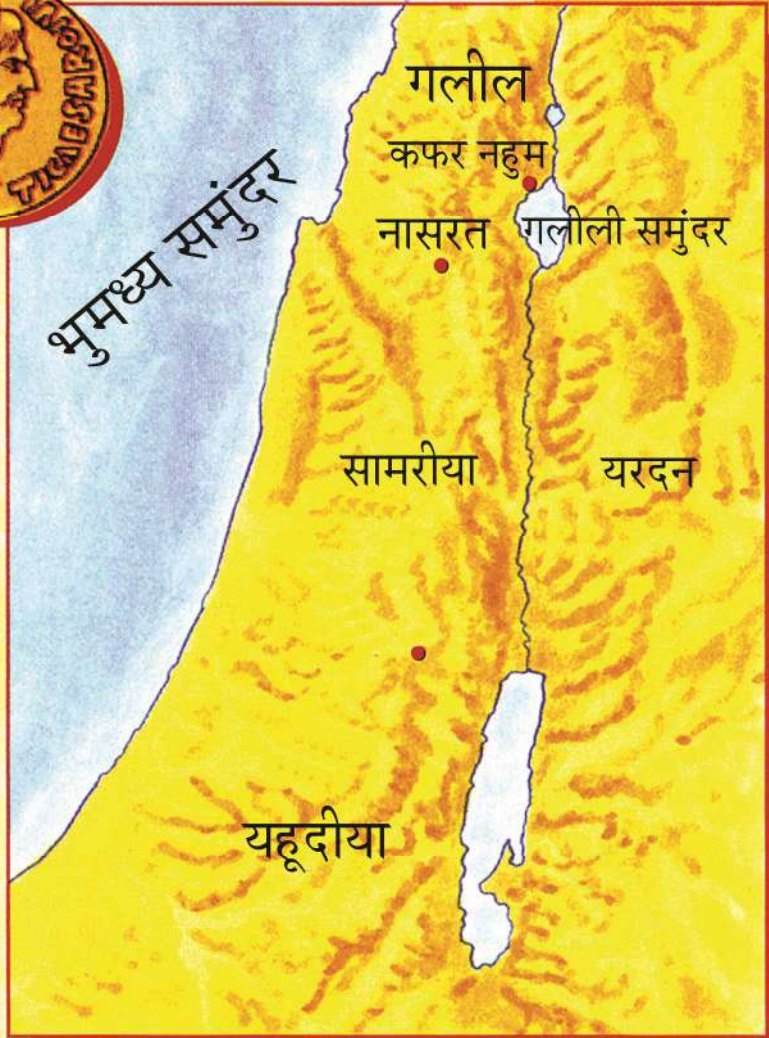 गलील
कफर नहुम
नासरत
गलीली समुंदर
भुमध्य समुंदर
सामरीया
यरदन
यहूदीया